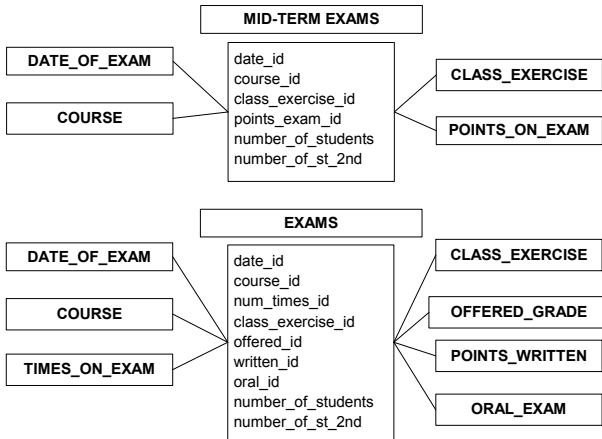 MID-TERM EXAMS
DATE_OF_EXAM
COURSE
date_id
course_id
class_exercise_id
points_exam_id
number_of_students
number_of_st_2nd
CLASS_EXERCISE
POINTS_ON_EXAM
EXAMS
DATE_OF_EXAM
COURSE
TIMES_ON_EXAM
date_id
course_id
num_times_id
class_exercise_id
offered_id
written_id
oral_id
number_of_students
number_of_st_2nd
CLASS_EXERCISE
OFFERED_GRADE
POINTS_WRITTEN
ORAL_EXAM